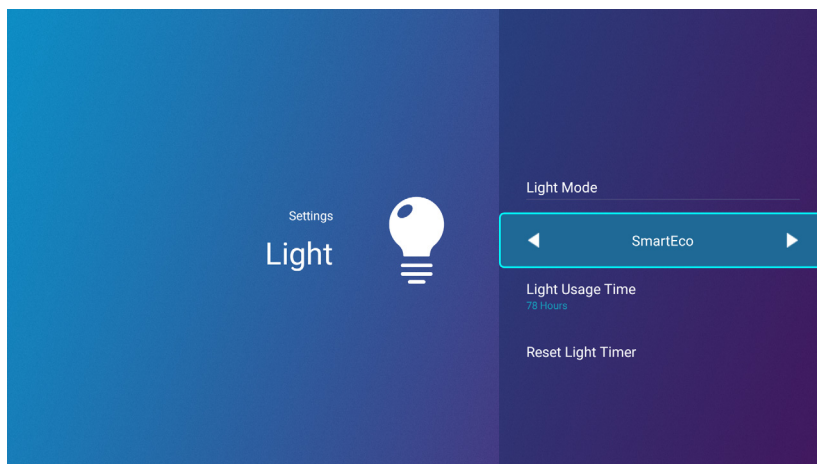 Settings
Light
Light Mode
SmartEco
Light Usage Time
78 Hours
Reset Light Timer